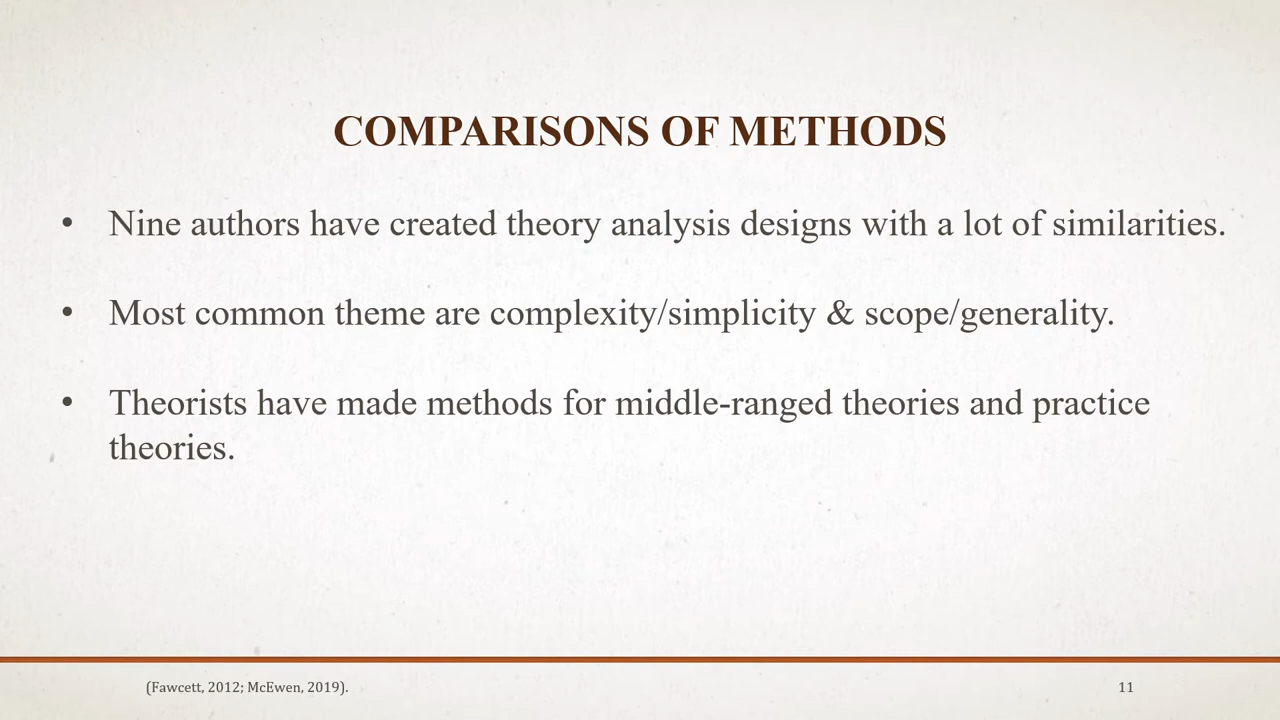 COMPARISONS OF METHODS
• Nine authors have created theory analysis designs with a lot of similarities.
• Most common theme are complexity/simplicity & scope/generality.
• Theorists have made methods for middle-ranged theories and practice
theories.
(Fawcett, 2012; McEwen, 2019).
11